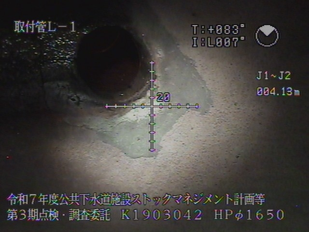 取付管L－1
T:+083°
I:L007°
J1~J2
004.13m
20
令和7年度公共下水道施設ストックマネジメント計画等
第3期点検・調査委託 K1903042 HPφ1650